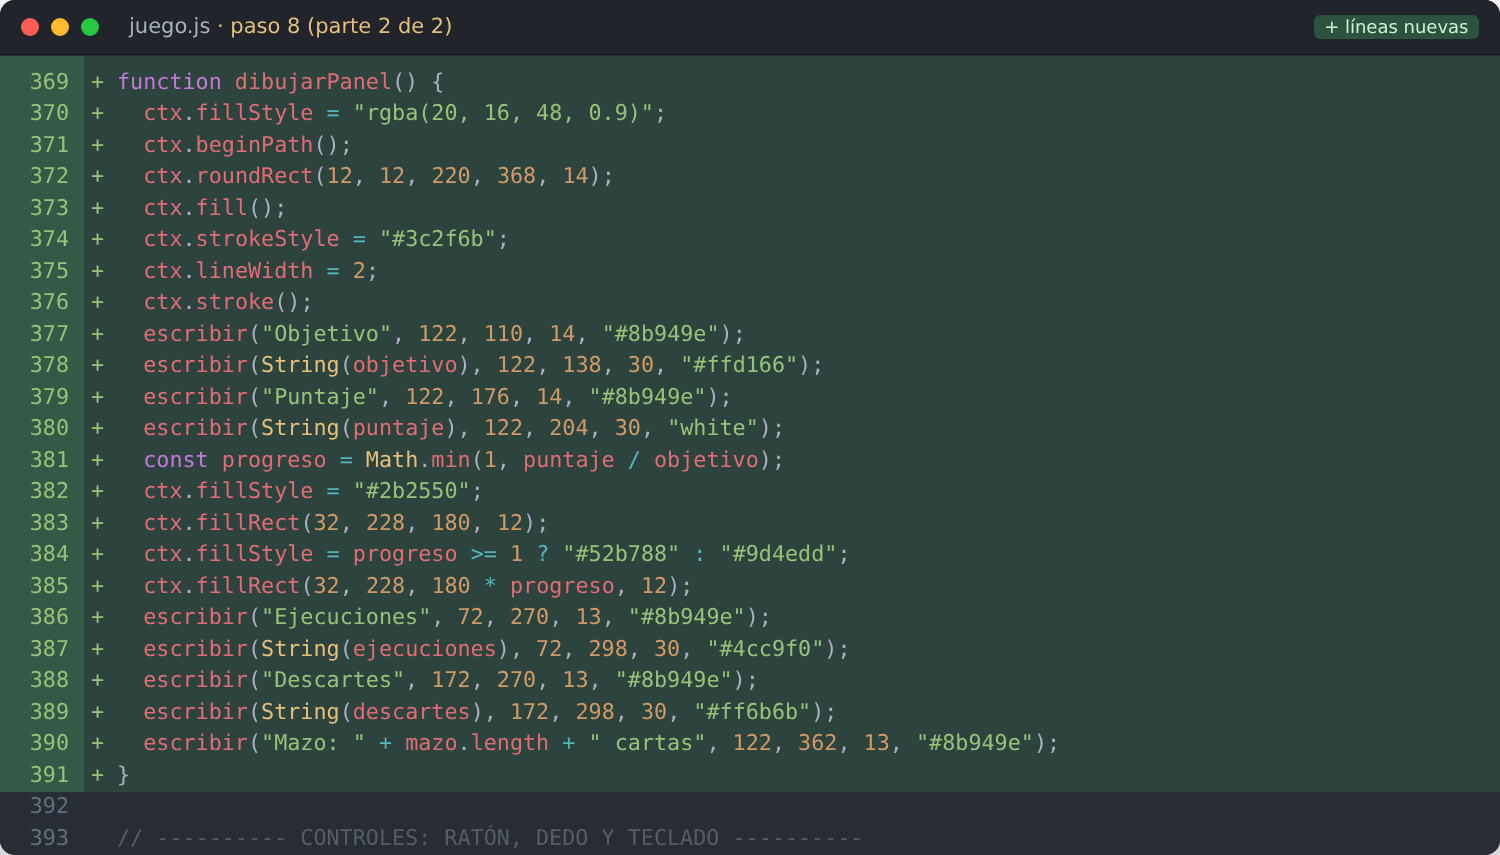 juego.js · paso 8 (parte 2 de 2)
+ líneas nuevas
369 + function dibujarPanel() {
370 +   ctx.fillStyle = "rgba(20, 16, 48, 0.9)";
371 +   ctx.beginPath();
372 +   ctx.roundRect(12, 12, 220, 368, 14);
373 +   ctx.fill();
374 +   ctx.strokeStyle = "#3c2f6b";
375 +   ctx.lineWidth = 2;
376 +   ctx.stroke();
377 +   escribir("Objetivo", 122, 110, 14, "#8b949e");
378 +   escribir(String(objetivo), 122, 138, 30, "#ffd166");
379 +   escribir("Puntaje", 122, 176, 14, "#8b949e");
380 +   escribir(String(puntaje), 122, 204, 30, "white");
381 +   const progreso = Math.min(1, puntaje / objetivo);
382 +   ctx.fillStyle = "#2b2550";
383 +   ctx.fillRect(32, 228, 180, 12);
384 +   ctx.fillStyle = progreso >= 1 ? "#52b788" : "#9d4edd";
385 +   ctx.fillRect(32, 228, 180 * progreso, 12);
386 +   escribir("Ejecuciones", 72, 270, 13, "#8b949e");
387 +   escribir(String(ejecuciones), 72, 298, 30, "#4cc9f0");
388 +   escribir("Descartes", 172, 270, 13, "#8b949e");
389 +   escribir(String(descartes), 172, 298, 30, "#ff6b6b");
390 +   escribir("Mazo: " + mazo.length + " cartas", 122, 362, 13, "#8b949e");
391 + }
392
393   // ---------- CONTROLES: RATÓN, DEDO Y TECLADO ----------